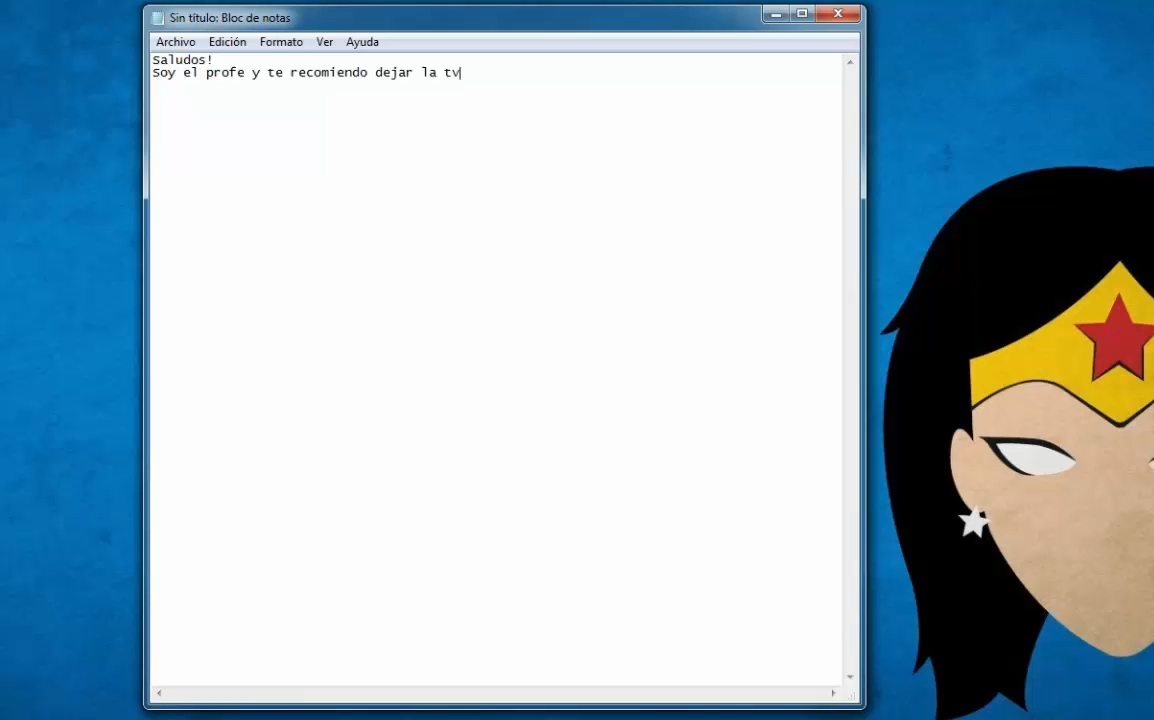 Sin título: Bloc de notas
Archivo Edición Formato Ver Ayuda
Saludos!
Soy el profe y te recomiendo dejar la tv